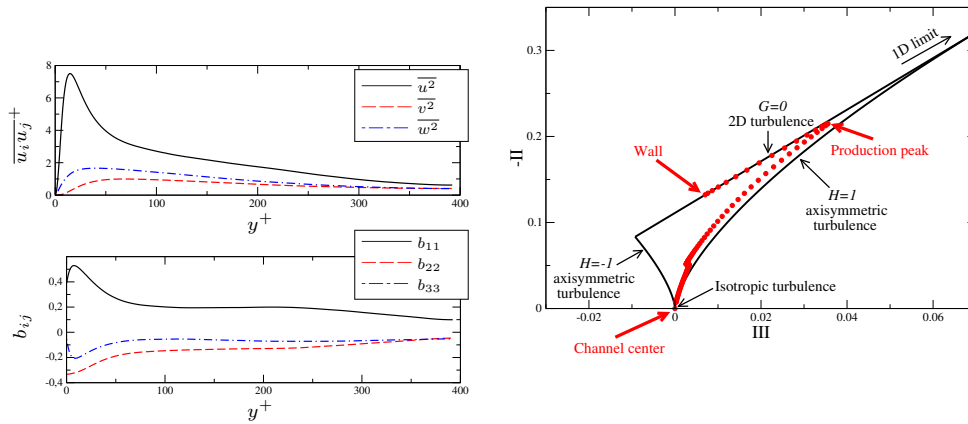 8
6
4
2
0
0
100
200
300
400
y⁺
u_i u_j⁺
u²
v²
w²
0,4
0,2
0
-0,2
-0,4
0
100
200
300
400
y⁺
b_ij
b₁₁
b₂₂
b₃₃
0.3
0.2
0.1
0
-0.02
0
0.02
0.04
0.06
III
-II
1D limit
G=0
2D turbulence
Wall
Production peak
H=1
axisymmetric
turbulence
H=-1
axisymmetric
turbulence
Isotropic turbulence
Channel center